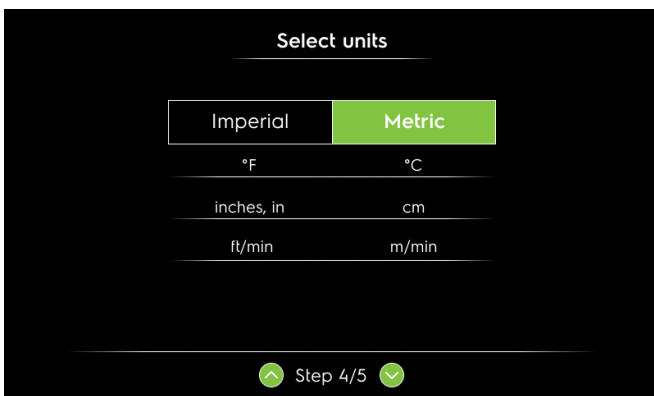 Select units
Imperial Metric
°F °C
inches, in cm
ft/min m/min
Step 4/5